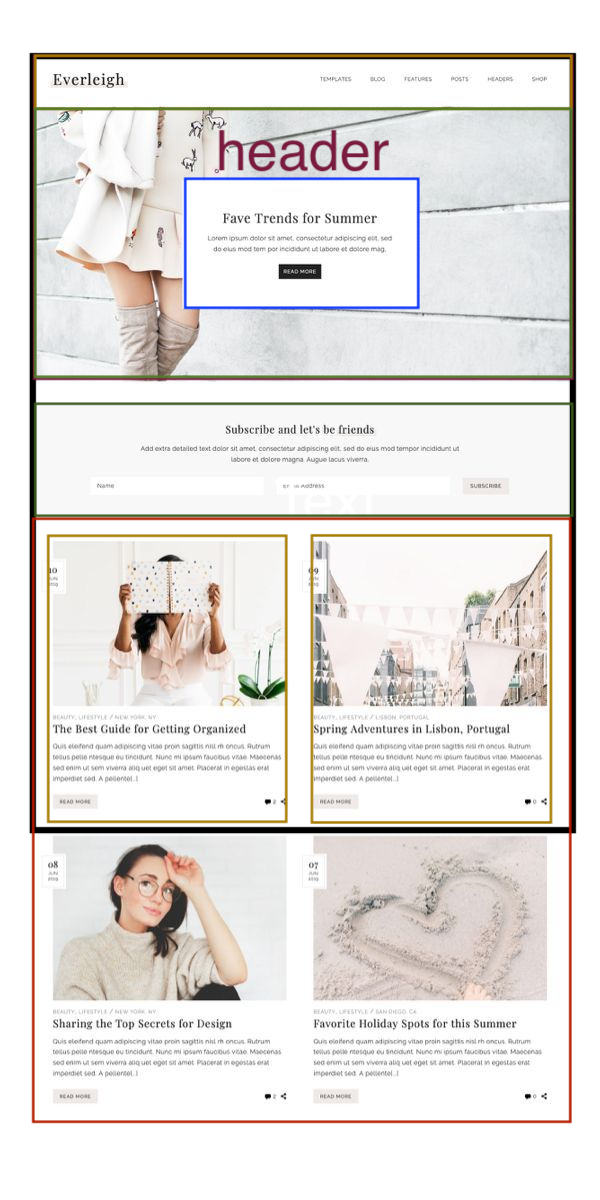 Everleigh
TEMPLATES BLOG FEATURES POSTS HEADERS SHOP
header
Fave Trends for Summer
Lorem ipsum dolor sit amet, consectetur adipiscing elit, sed
do eius mod tem por incididunt ut labore et dolore mag,
READ MORE
Subscribe and let's be friends
Add extra detailed text dolor sit amet, consectetur adipiscing elit, sed do eius mod tempor incididunt ut
labore et dolore magna. Augue lacus viverra.
Name
Address
SUBSCRIBE
Text
10
JUN
2019
09
JUN
2019
BEAUTY, LIFESTYLE / NEW YORK, NY
The Best Guide for Getting Organized
Quis eleifend quam adipiscing vitae proin sagittis nisl rh oncus. Rutrum
tellus pelle ntesque eu tincidunt. Nunc mi ipsum faucibus vitae. Maecenas
sed enim ut sem viverra aliq uet eget sit amet. Placerat in egestas erat
imperdiet sed. A pellentel...]
READ MORE
2
BEAUTY, LIFESTYLE / LISBON, PORTUGAL
Spring Adventures in Lisbon, Portugal
Quis eleifend quam adipiscing vitae proin sagittis nisl rh oncus. Rutrum
tellus pelle ntesque eu tincidunt. Nunc mi ipsum faucibus vitae. Maecenas
sed enim ut sem viverra aliq uet eget sit amet. Placerat in egestas erat
imperdiet sed. A pellentel...]
READ MORE
0
08
JUN
2019
07
JUN
2019
BEAUTY, LIFESTYLE / NEW YORK, NY
Sharing the Top Secrets for Design
Quis eleifend quam adipiscing vitae proin sagittis nisl rh oncus. Rutrum
tellus pelle ntesque eu tincidunt. Nunc mi ipsum faucibus vitae. Maecenas
sed enim ut sem viverra aliq uet eget sit amet. Placerat in egestas erat
imperdiet sed. A pellentel...]
READ MORE
2
BEAUTY, LIFESTYLE / SAN DIEGO, CA
Favorite Holiday Spots for this Summer
Quis eleifend quam adipiscing vitae proin sagittis nisl rh oncus. Rutrum
tellus pelle ntesque eu tincidunt. Nunc mi ipsum faucibus vitae. Maecenas
sed enim ut sem viverra aliq uet eget sit amet. Placerat in egestas erat
imperdiet sed. A pellentel...]
READ MORE
0